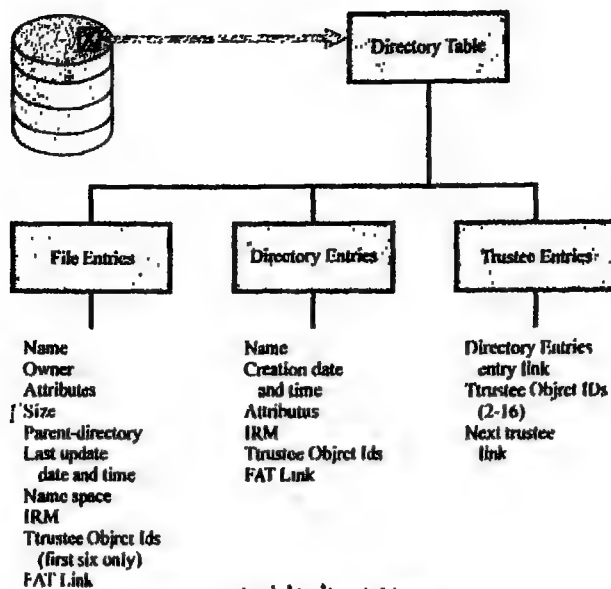 Directory Table
File Entries
Directory Entries
Trustee Entries
Name
Owner
Attributes
Size
Parent-directory
Last update
date and time
Name space
IRM
Ttrustee Objrct Ids
(first six only)
FAT Link
Name
Creation date
and time
Attributus
IRM
Ttrustee Objrct Ids
FAT Link
Directory Entries
entry link
Ttrustee Objrct IDs
(2-16)
Next trustee
link